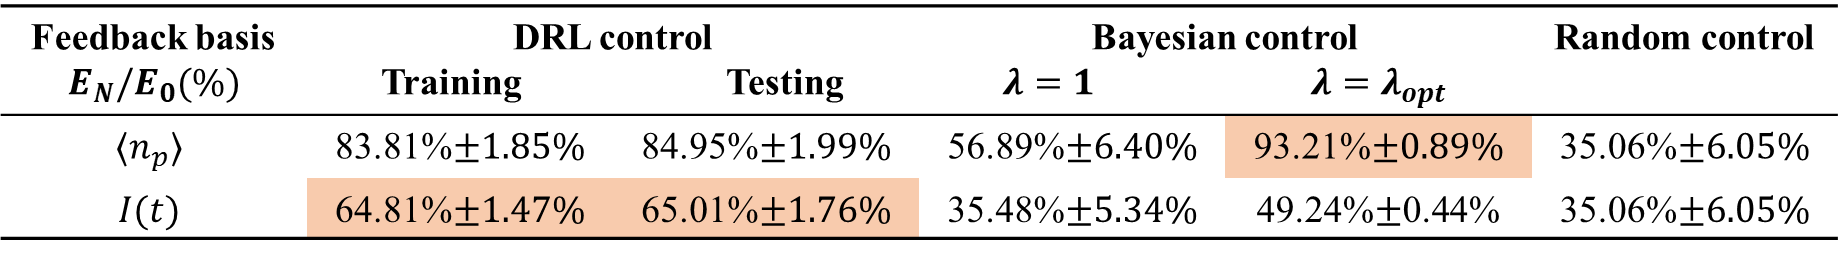 Feedback basis DRL control Bayesian control Random control
E_N/E_0(%) Training Testing λ = 1 λ = λ_opt
⟨n_p⟩ 83.81%±1.85% 84.95%±1.99% 56.89%±6.40% 93.21%±0.89% 35.06%±6.05%
I(t) 64.81%±1.47% 65.01%±1.76% 35.48%±5.34% 49.24%±0.44% 35.06%±6.05%